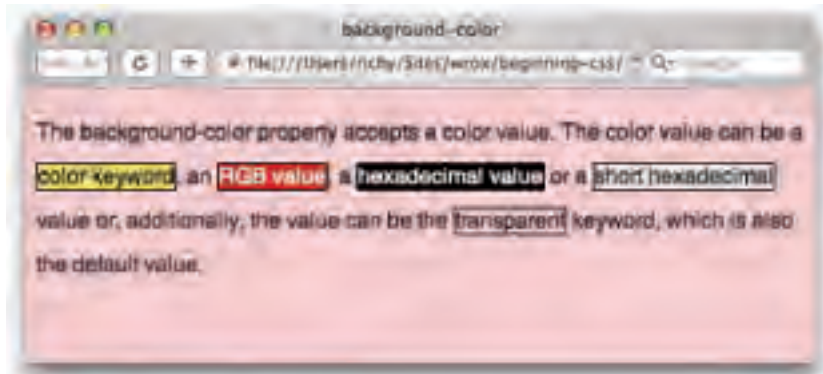 background-color
file:///Users/richy/Sites/wrox/beginning-css/
The background-color property accepts a color value. The color value can be a
color keyword, an RGB value, a hexadecimal value or a short hexadecimal
value or, additionally, the value can be the transparent keyword, which is also
the default value.